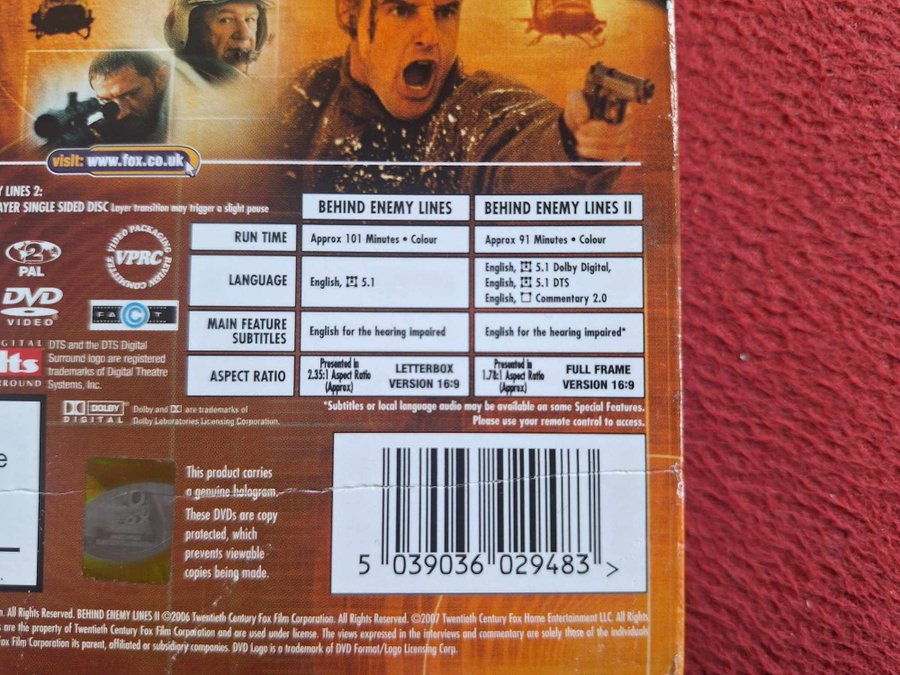 visit: www.fox.co.uk
Y LINES 2:
AYER SINGLE SIDED DISC Layer transition may trigger a slight pause
BEHIND ENEMY LINES BEHIND ENEMY LINES II
RUN TIME Approx 101 Minutes • Colour Approx 91 Minutes • Colour
LANGUAGE English, 5.1 English, 5.1 Dolby Digital,
English, 5.1 DTS
English, Commentary 2.0
MAIN FEATURE
SUBTITLES English for the hearing impaired English for the hearing impaired*
ASPECT RATIO
Presented in
2.35:1 Aspect Ratio
(Approx)
LETTERBOX
VERSION 16:9
Presented in
1.78:1 Aspect Ratio
(Approx)
FULL FRAME
VERSION 16:9
*Subtitles or local language audio may be available on some Special Features.
Please use your remote control to access.
2
PAL
VIDEO PACKAGING
VPRC
REVIEW COMMITTEE
DVD
VIDEO
FACT
IGITAL
dts
ROUND
DTS and the DTS Digital
Surround logo are registered
trademarks of Digital Theatre
Systems, Inc.
DOLBY
DIGITAL
Dolby and are trademarks of
Dolby Laboratories Licensing Corporation.
e
This product carries
a genuine hologram.
These DVDs are copy
protected, which
prevents viewable
copies being made.
5 039036 029483 >
n. All Rights Reserved. BEHIND ENEMY LINES II ©2006 Twentieth Century Fox Film Corporation. ©2007 Twentieth Century Fox Home Entertainment LLC. All Rights
s are the property of Twentieth Century Fox Film Corporation and are used under license. The views expressed in the interviews and commentary are solely those of the individuals
Fox Film Corporation its parent, affiliated or subsidiary companies. DVD Logo is a trademark of DVD Format/Logo Licensing Corp.